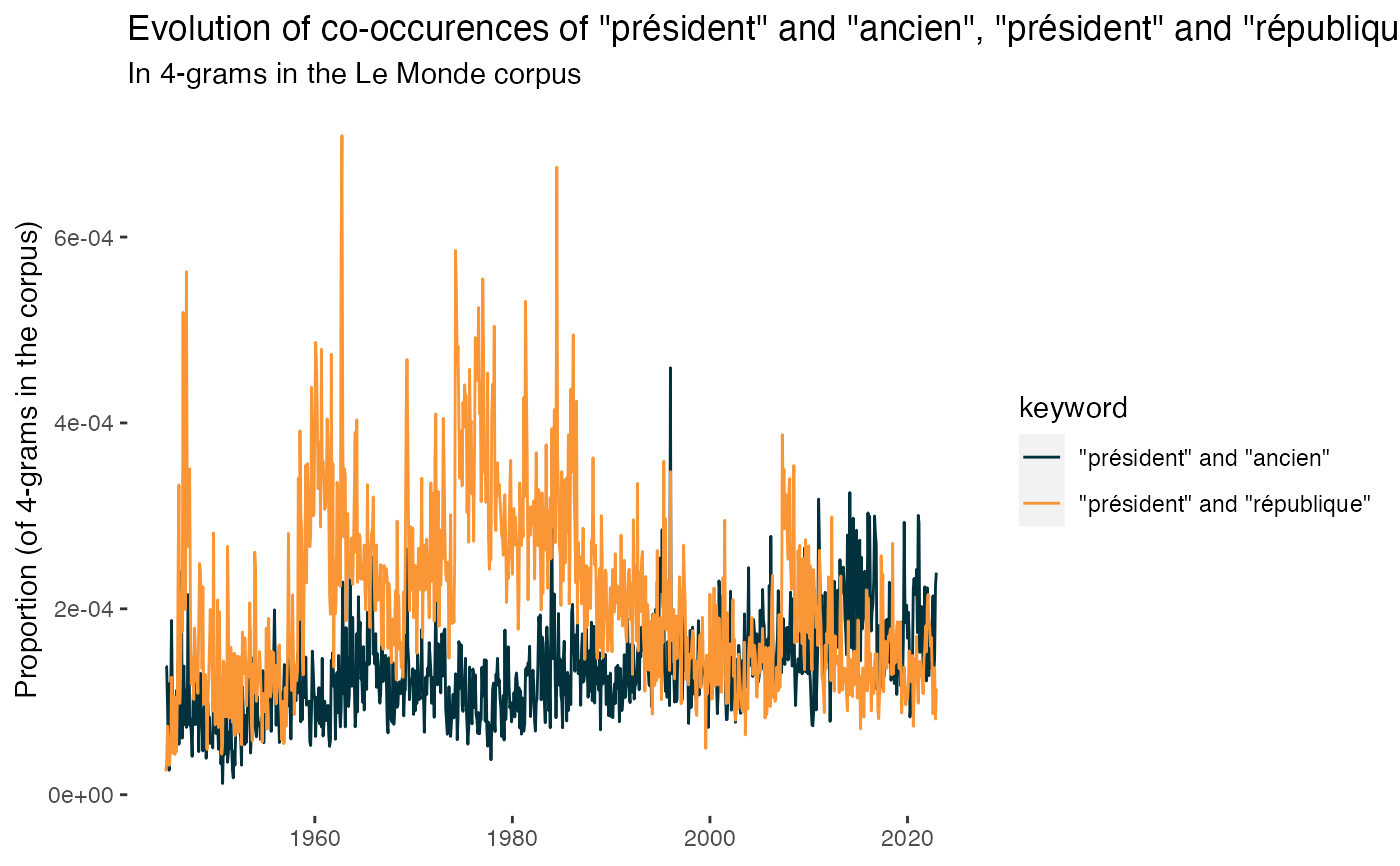 Evolution of co-occurences of "président" and "ancien", "président" and "républiqu
In 4-grams in the Le Monde corpus
Proportion (of 4-grams in the corpus)
6e-04
4e-04
2e-04
0e+00
1960
1980
2000
2020
keyword
"président" and "ancien"
"président" and "république"